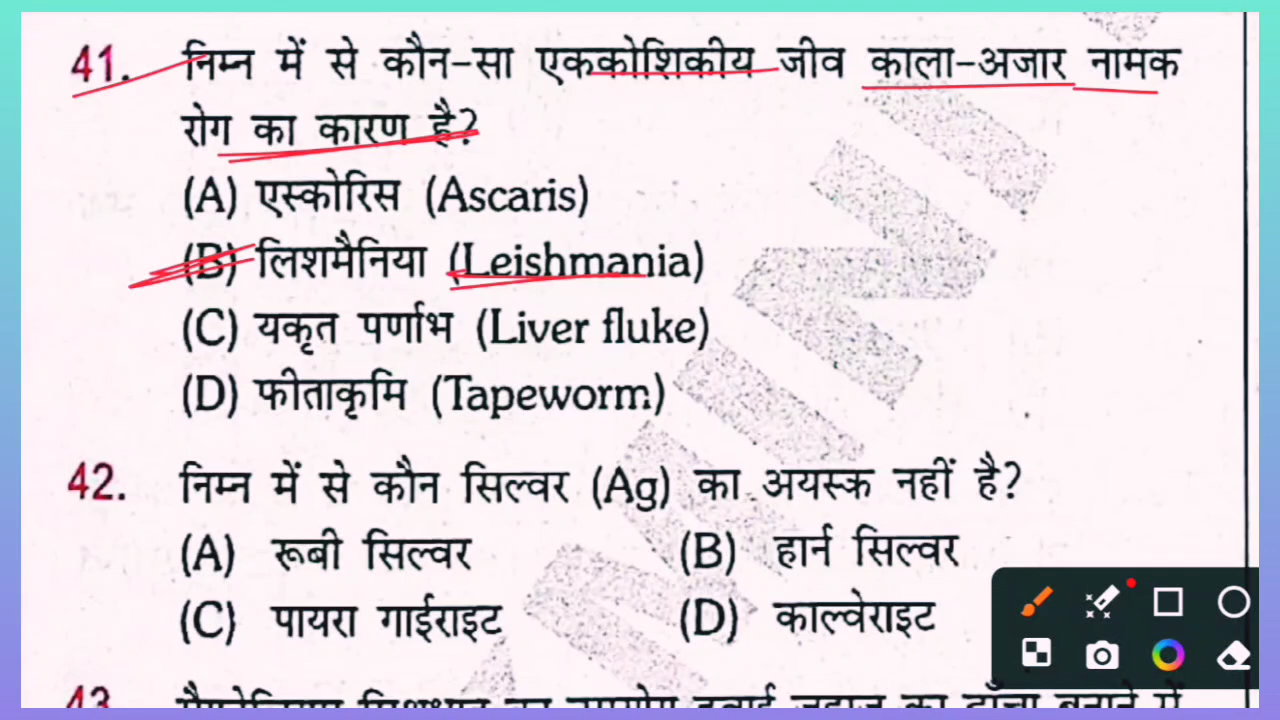 41. निम्न में से कौन-सा एककोशिकीय जीव काला-अजार नामक
रोग का कारण है?
(A) एस्कोरिस (Ascaris)
(B) लिशमैनिया (Leishmania)
(C) यकृत पर्णाभ (Liver fluke)
(D) फीताकृमि (Tapeworm)
42. निम्न में से कौन सिल्वर (Ag) का अयस्क नहीं है?
(A) रूबी सिल्वर (B) हार्न सिल्वर
(C) पायरा गाईराइट (D) काल्वेराइट
43